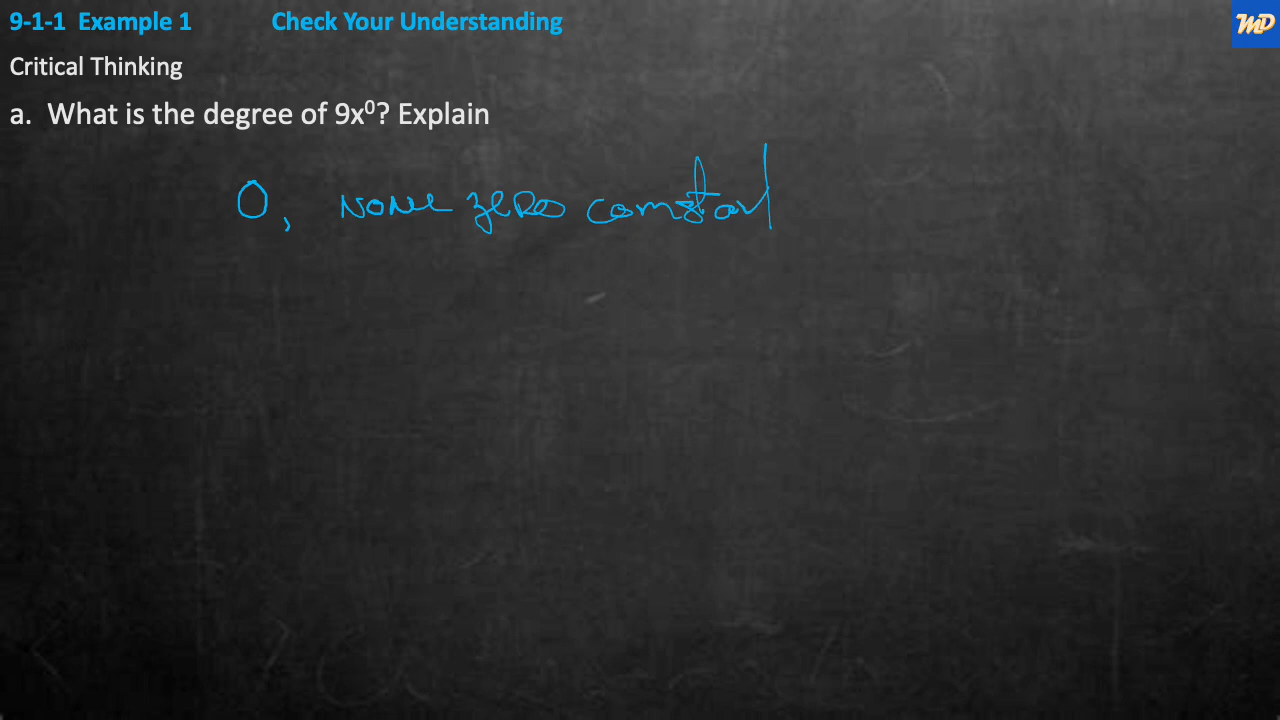 9-1-1 Example 1 Check Your Understanding
MD
Critical Thinking
a. What is the degree of 9x⁰? Explain
0, None zero constant